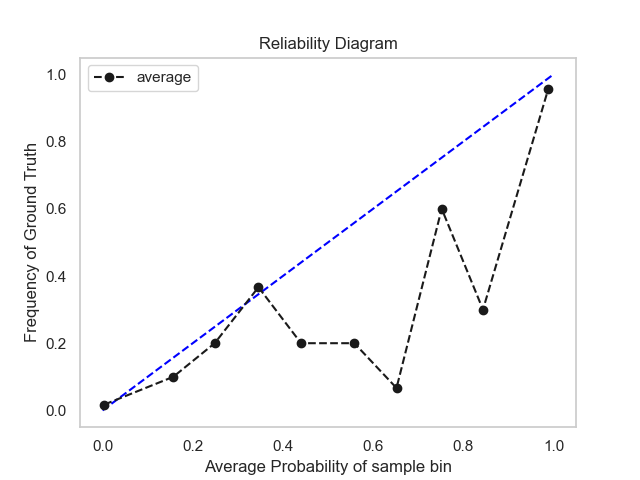 Reliability Diagram
average
Frequency of Ground Truth
1.0
0.8
0.6
0.4
0.2
0.0
0.0 0.2 0.4 0.6 0.8 1.0
Average Probability of sample bin